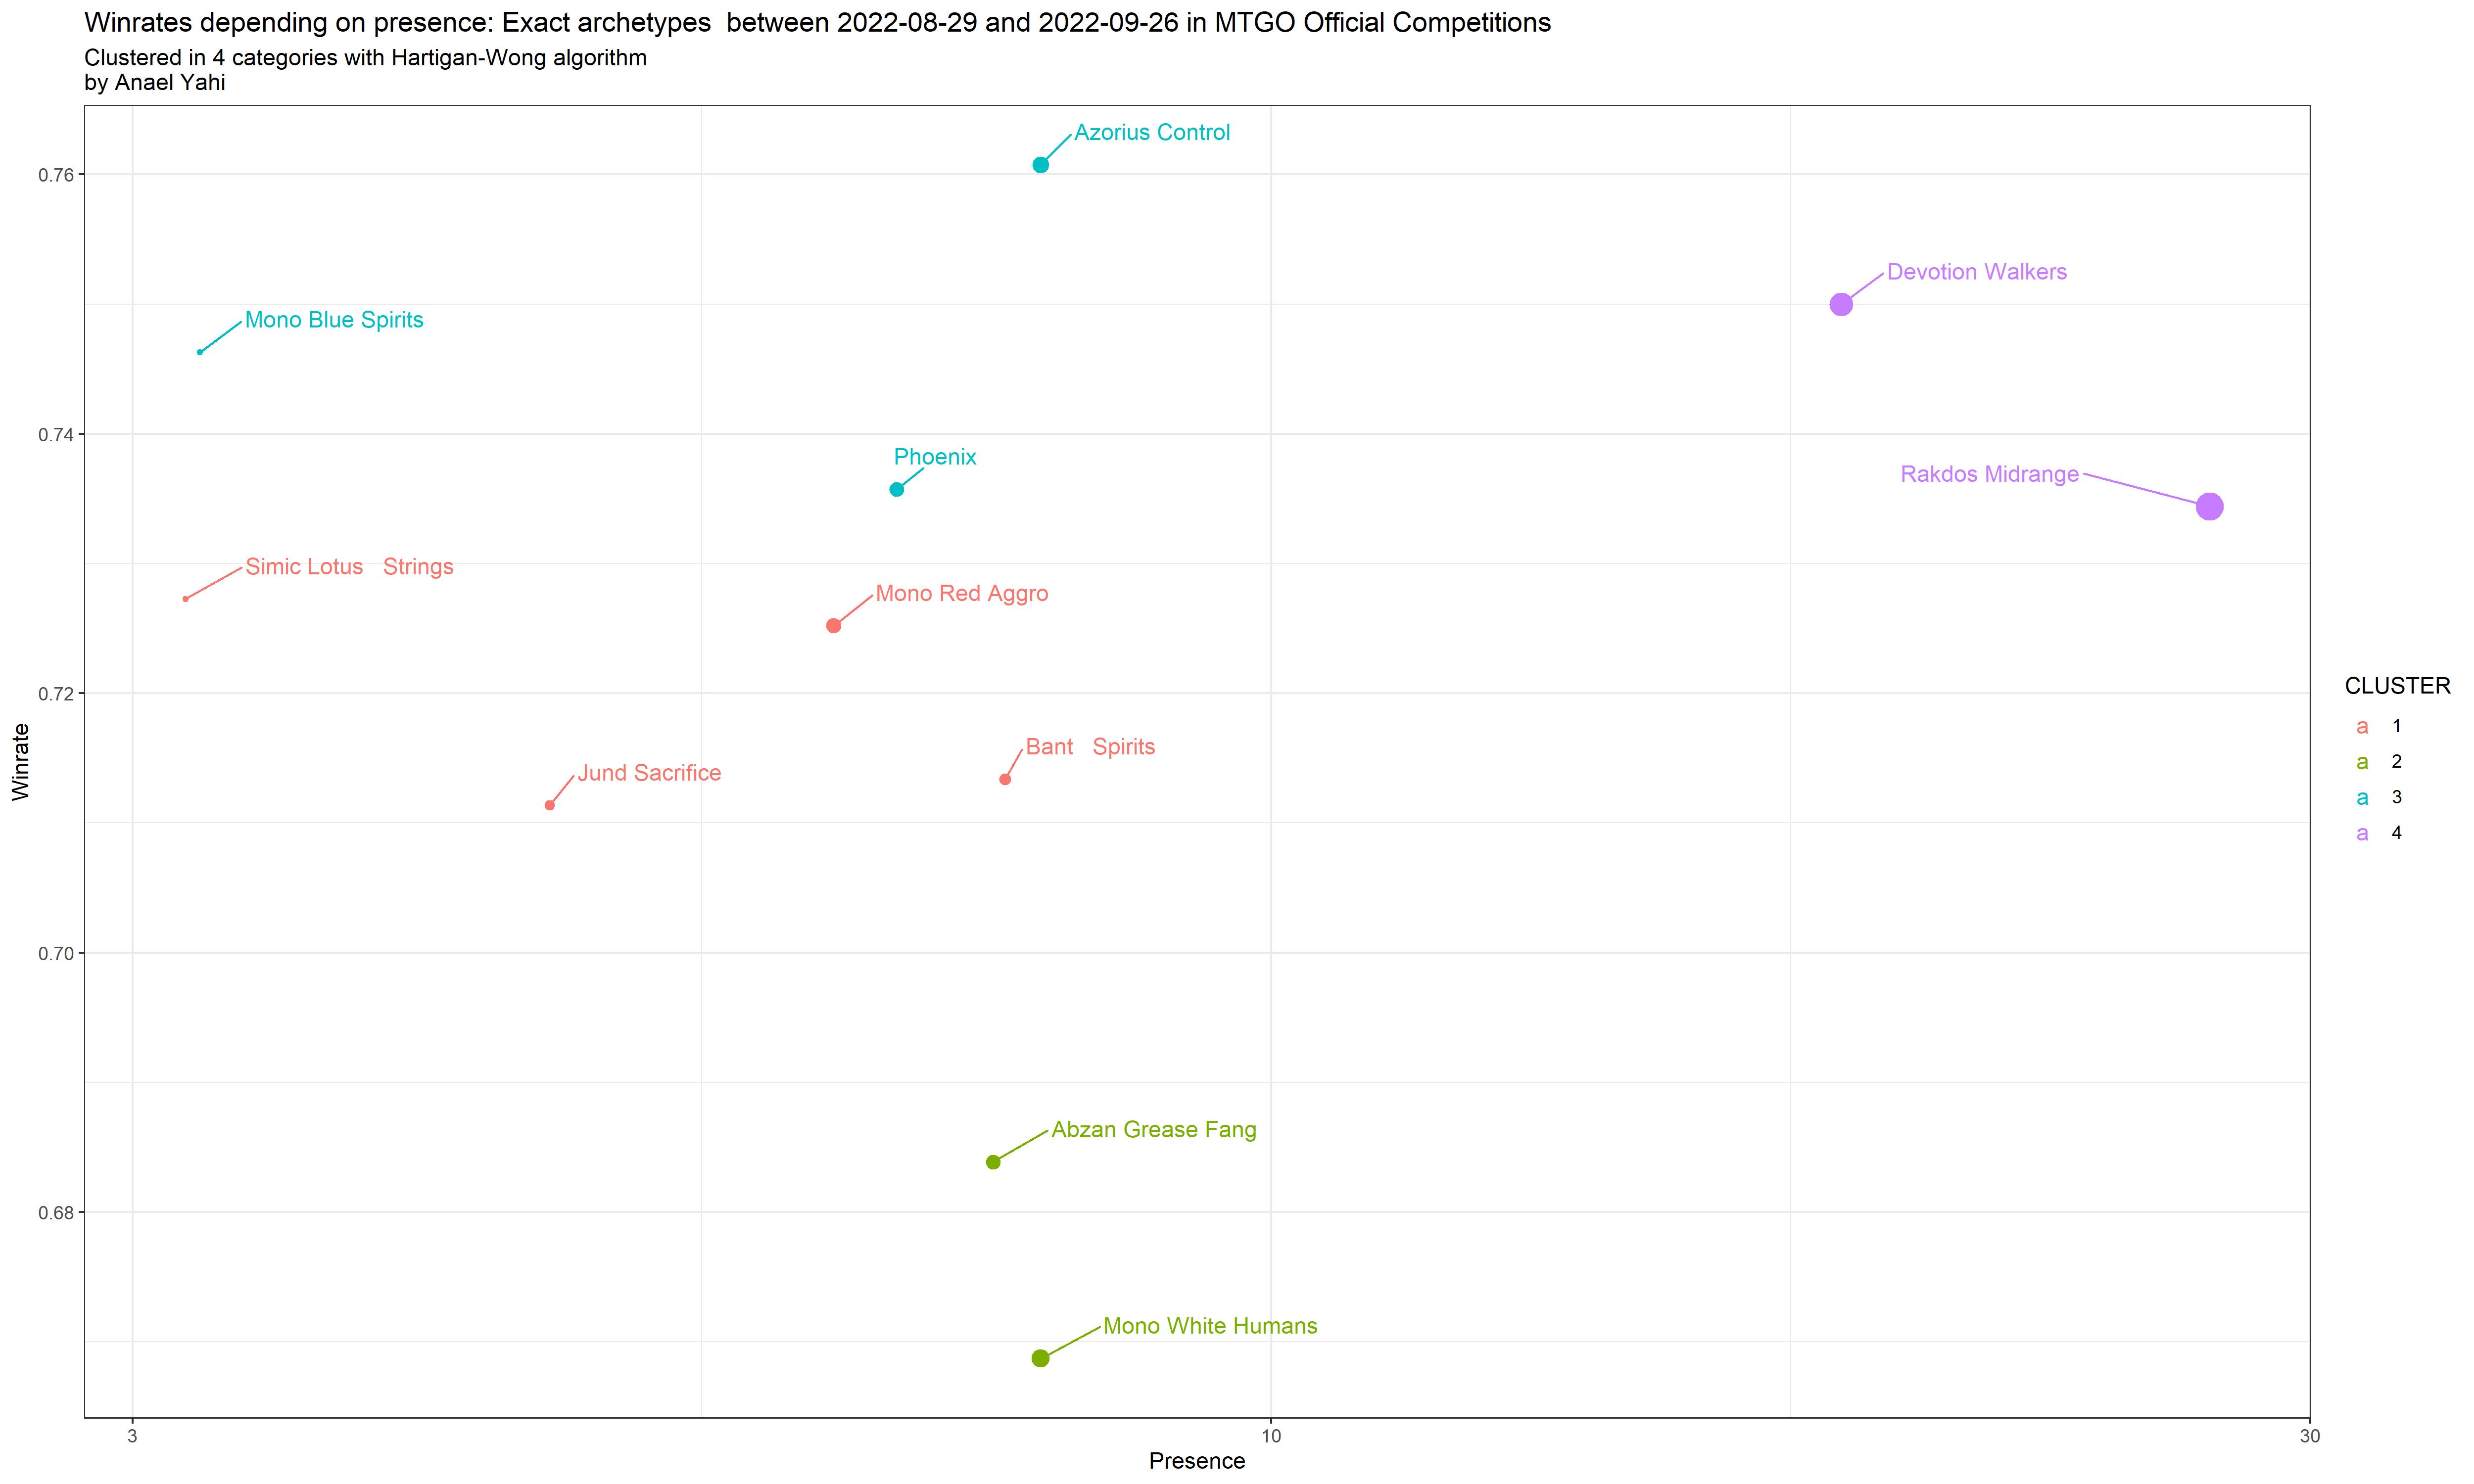 Winrates depending on presence: Exact archetypes  between 2022-08-29 and 2022-09-26 in MTGO Official Competitions
Clustered in 4 categories with Hartigan-Wong algorithm
by Anael Yahi
Azorius Control
0.76
Devotion Walkers
Mono Blue Spirits
0.74
Phoenix
Rakdos Midrange
Simic Lotus   Strings
Mono Red Aggro
0.72
Bant   Spirits
Jund Sacrifice
Winrate
0.70
Abzan Grease Fang
0.68
Mono White Humans
3
10
30
Presence
CLUSTER
a 1
a 2
a 3
a 4